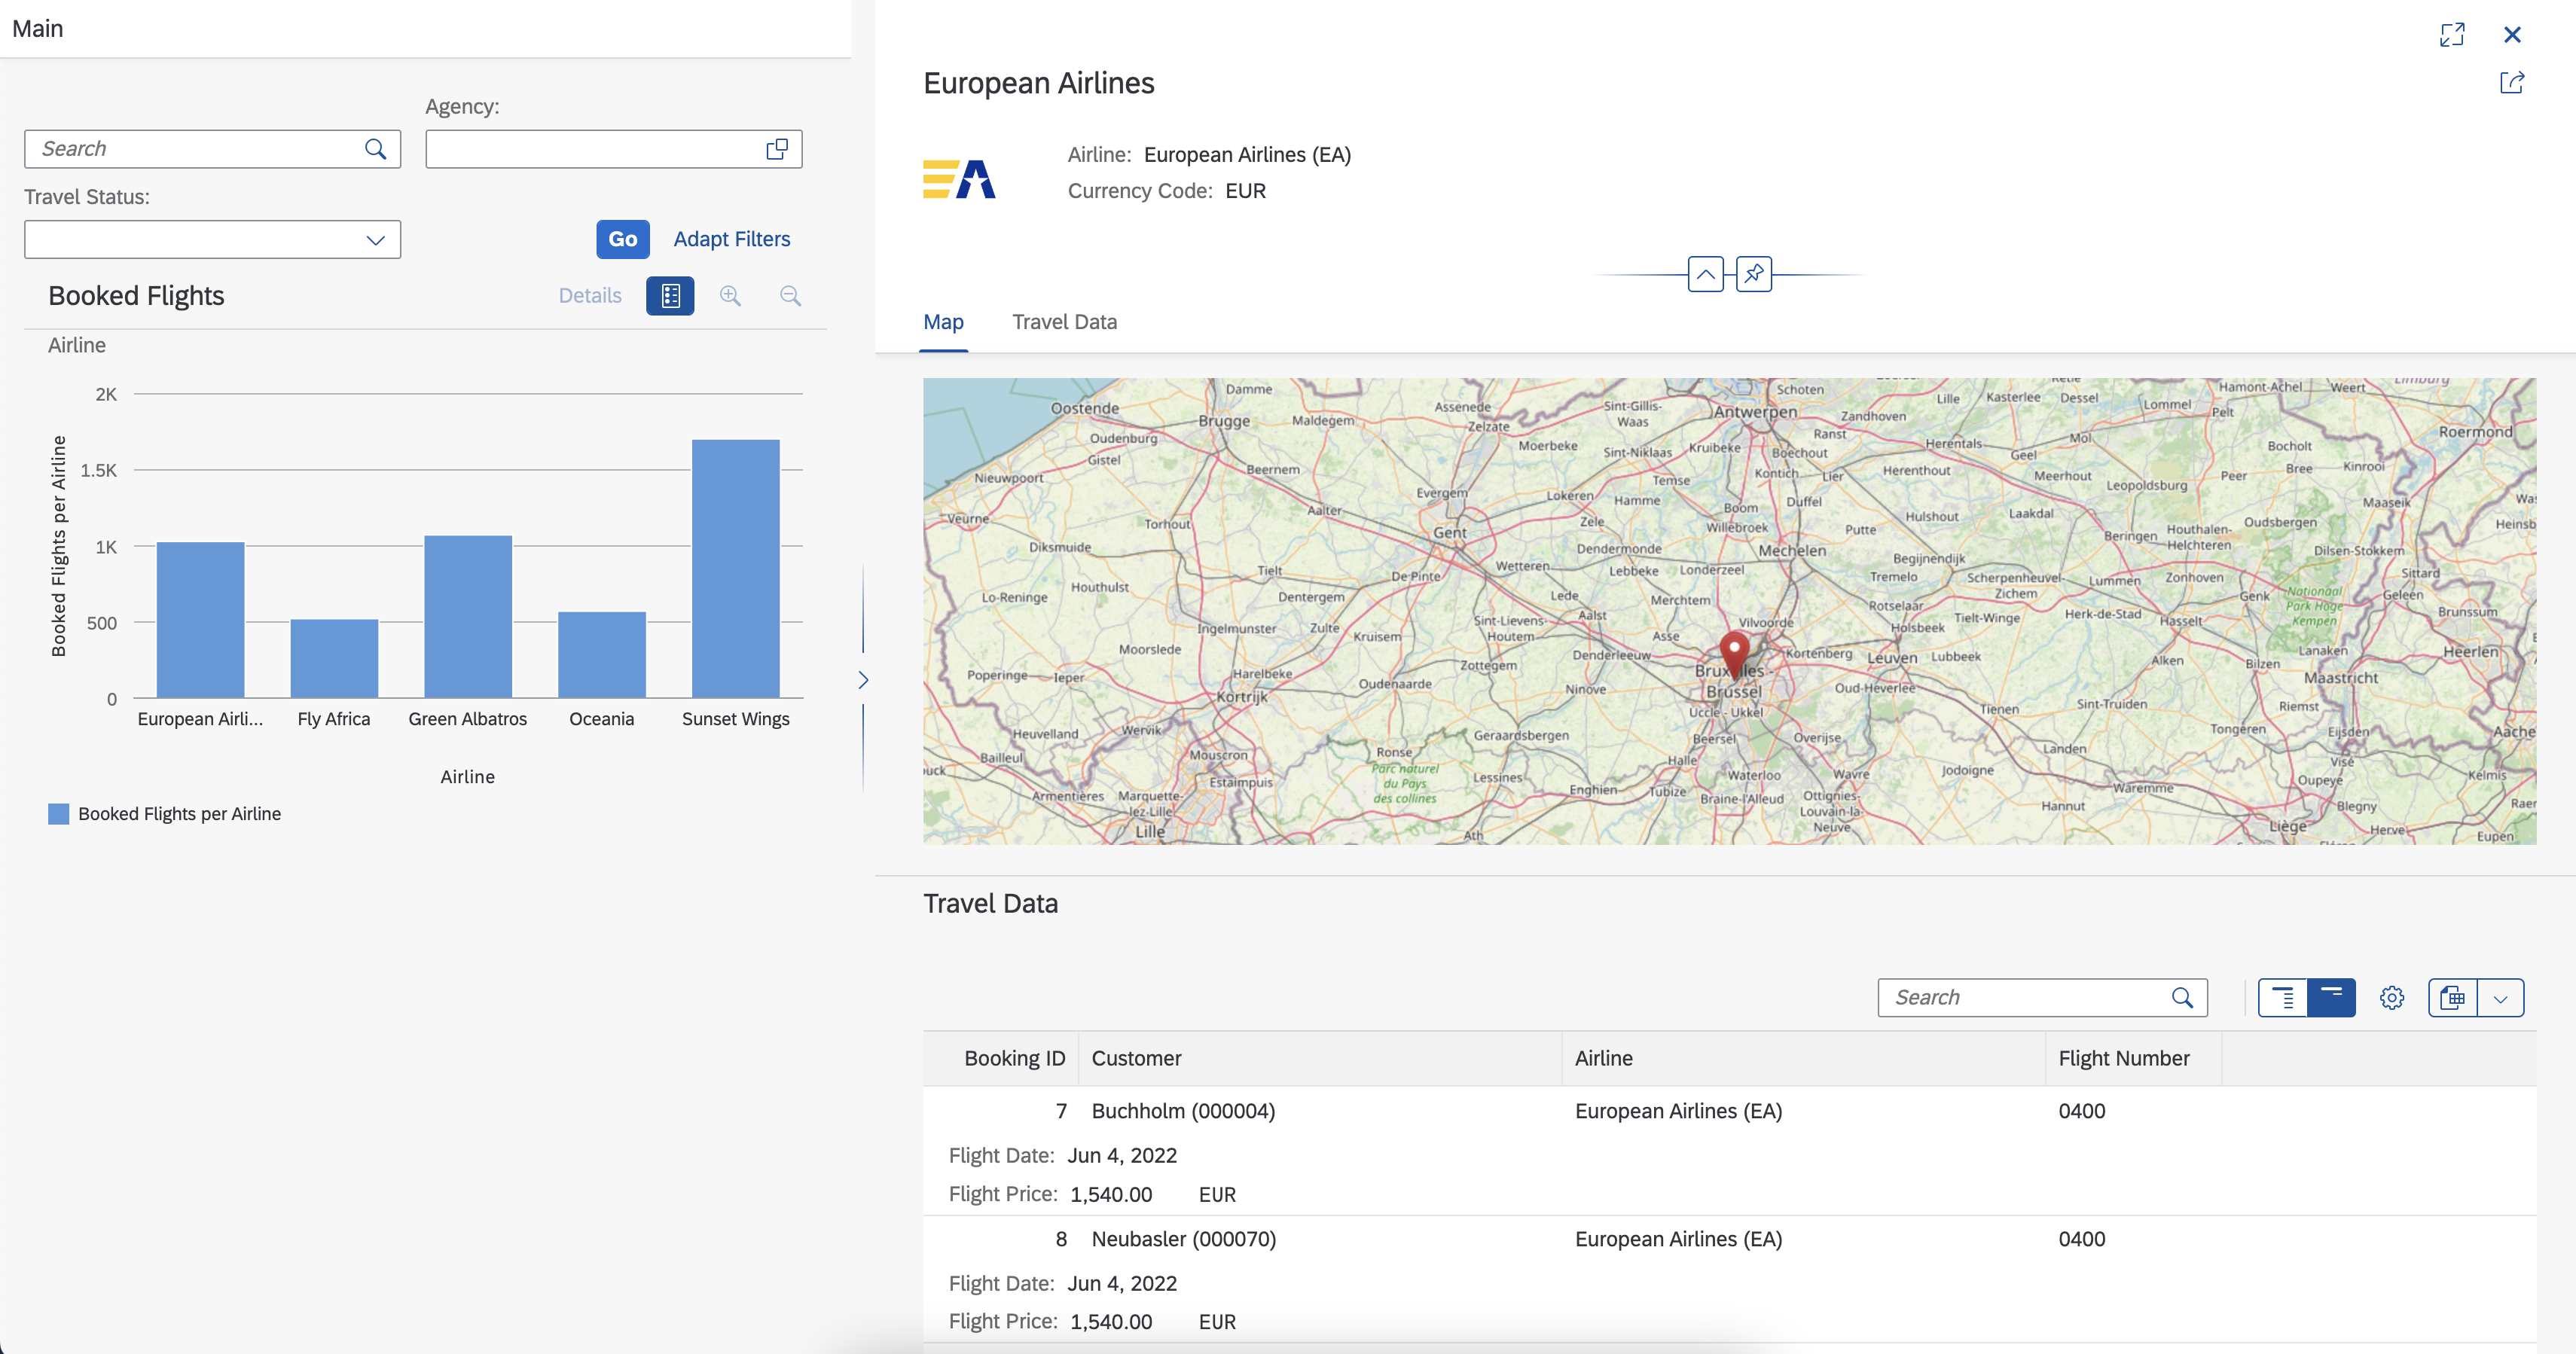 Main
Search
Agency:
Travel Status:
Go
Adapt Filters
Booked Flights
Details
Airline
Booked Flights per Airline
2K
1.5K
1K
500
0
European Airli...
Fly Africa
Green Albatros
Oceania
Sunset Wings
Airline
Booked Flights per Airline
European Airlines
EA
Airline: European Airlines (EA)
Currency Code: EUR
Map
Travel Data
Damme
Oostende
Brugge
Maldegem
Assenede
Zelzate
Sint-Gillis-
Waas
Antwerpen
Schoten
Zandhoven
Lille
Kasterlee
Dessel
Lommel
Hamont-Achel
Pelt
Weert
Limburg
Roermond
Oudenburg
Gistel
Beernem
Moerbeke
Sint-Niklaas
Kruibeke
Ranst
Boechout
Kontich
Lier
Herentals
Geel
Mol
Bocholt
Bree
Kinrooi
Nieuwpoort
Evergem
Lokeren
Temse
Hamme
Herenthout
Meerhout
Leopoldsburg
Peer
Maaseik
Veurne
Torhout
Aalter
Gent
Zele
Boom
Duffel
Willebroek
Putte
Hulshout
Laakdal
Beringen
Houthalen-
Helchteren
Oudsbergen
Diksmuide
Dendermonde
Mechelen
Begijnendijk
Dilsen-Stokkem
Tielt
De Pinte
Wetteren
Lebbeke
Londerzeel
Tremelo
Scherpenheuvel-
Zichem
Lummen
Zonhoven
Sittard
Lo-Reninge
Houthulst
Dentergem
Lede
Aalst
Merchtem
Rotselaar
Tielt-Winge
Herk-de-Stad
Hasselt
Genk
Nationaal
Park Hoge
Kempen
Geleen
Brunssum
Ingelmunster
Zulte
Kruisem
Sint-Lievens-
Houtem
Asse
Vilvoorde
Holsbeek
Moorslede
Harelbeke
Zottegem
Denderleeuw
Kortenberg
Leuven
Lubbeek
Alken
Bilzen
Lanaken
Heerlen
Poperinge
Ieper
Kortrijk
Oudenaarde
Ninove
Bruxelles -
Brussel
Oud-Heverlee
Maastricht
Uccle - Ukkel
Tienen
Sint-Truiden
Riemst
Heuvelland
Wervik
Geraardsbergen
Beersel
Overijse
Tongeren
Eijsden
Aachen
Bailleul
Mouscron
Ronse
Halle
Landen
Visé
Estaimpuis
Parc naturel
du Pays
des collines
Lessines
Waterloo
Wavre
Jodoigne
Oupeye
Kelmis
Armentières
Marquette-
lez-Lille
Enghien
Tubize
Braine-l'Alleud
Ottignies-
Louvain-la-
Neuve
Hannut
Waremme
Blegny
Lille
Ath
Liège
Herve
Eupen
Travel Data
Search
Booking ID Customer Airline Flight Number
7 Buchholm (000004) European Airlines (EA) 0400
Flight Date: Jun 4, 2022
Flight Price: 1,540.00 EUR
8 Neubasler (000070) European Airlines (EA) 0400
Flight Date: Jun 4, 2022
Flight Price: 1,540.00 EUR